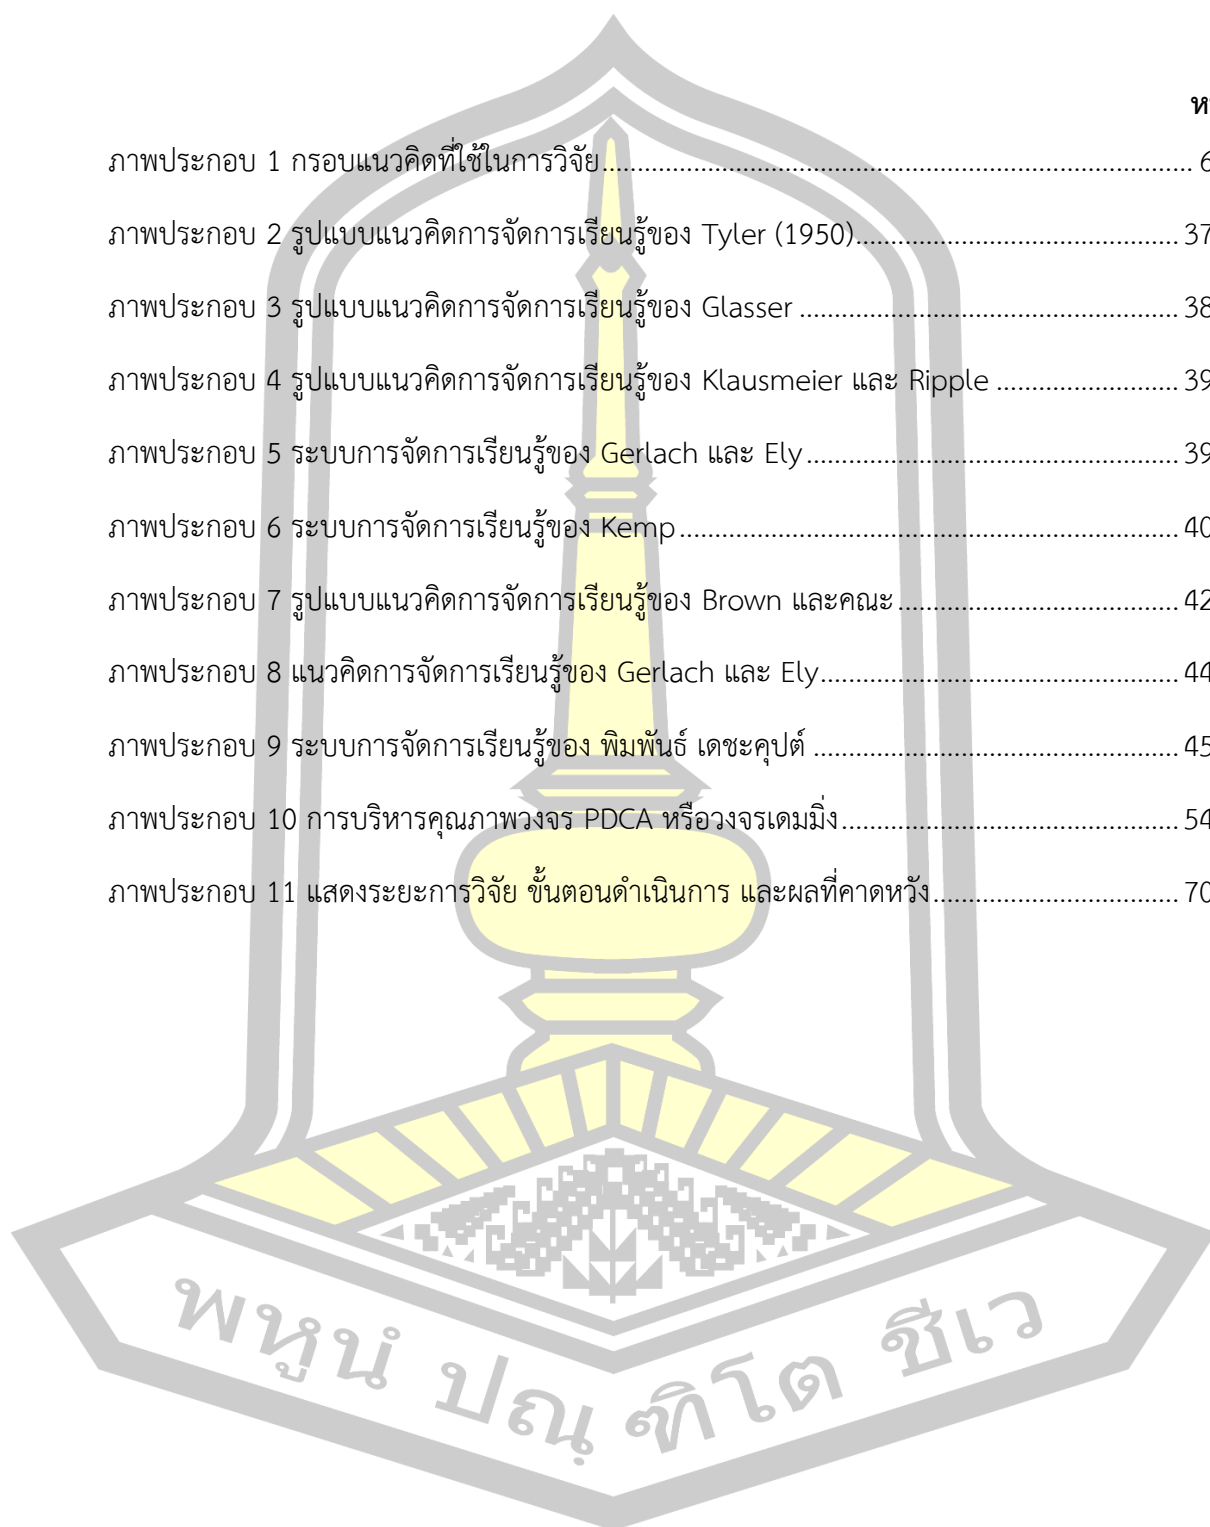 ภาพประกอบ 1 กรอบแนวคิดที่ใช้ในการวิจัย.......... 6
ภาพประกอบ 2 รูปแบบแนวคิดการจัดการเรียนรู้ของ Tyler (1950).......... 37
ภาพประกอบ 3 รูปแบบแนวคิดการจัดการเรียนรู้ของ Glasser .......... 38
ภาพประกอบ 4 รูปแบบแนวคิดการจัดการเรียนรู้ของ Klausmeier และ Ripple .......... 39
ภาพประกอบ 5 ระบบการจัดการเรียนรู้ของ Gerlach และ Ely .......... 39
ภาพประกอบ 6 ระบบการจัดการเรียนรู้ของ Kemp .......... 40
ภาพประกอบ 7 รูปแบบแนวคิดการจัดการเรียนรู้ของ Brown และคณะ .......... 42
ภาพประกอบ 8 แนวคิดการจัดการเรียนรู้ของ Gerlach และ Ely.......... 44
ภาพประกอบ 9 ระบบการจัดการเรียนรู้ของ พิมพันธ์ เดชะคุปต์ .......... 45
ภาพประกอบ 10 การบริหารคุณภาพวงจร PDCA หรือวงจรเดมมิ่ง.......... 54
ภาพประกอบ 11 แสดงระยะการวิจัย ขั้นตอนดำเนินการ และผลที่คาดหวัง.......... 70
พหูนํ ปณฺฑิโต ชีเว